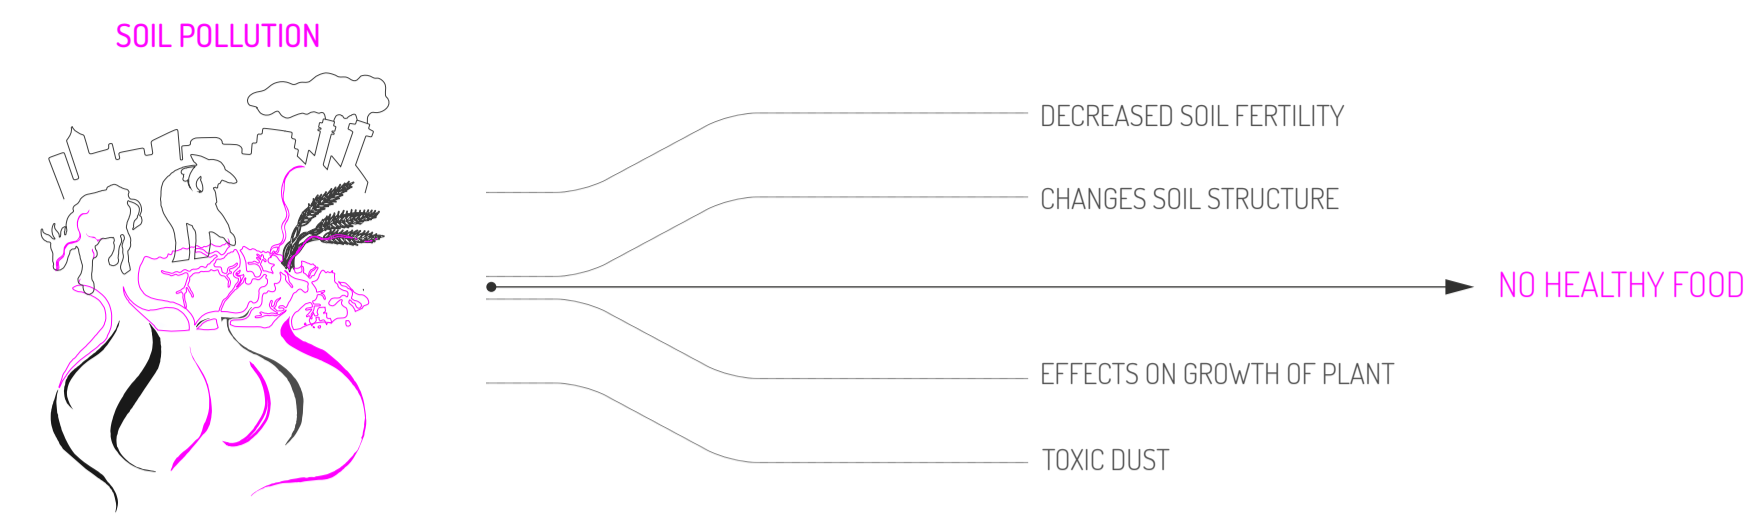 SOIL POLLUTION
DECREASED SOIL FERTILITY
CHANGES SOIL STRUCTURE
NO HEALTHY FOOD
EFFECTS ON GROWTH OF PLANT
TOXIC DUST